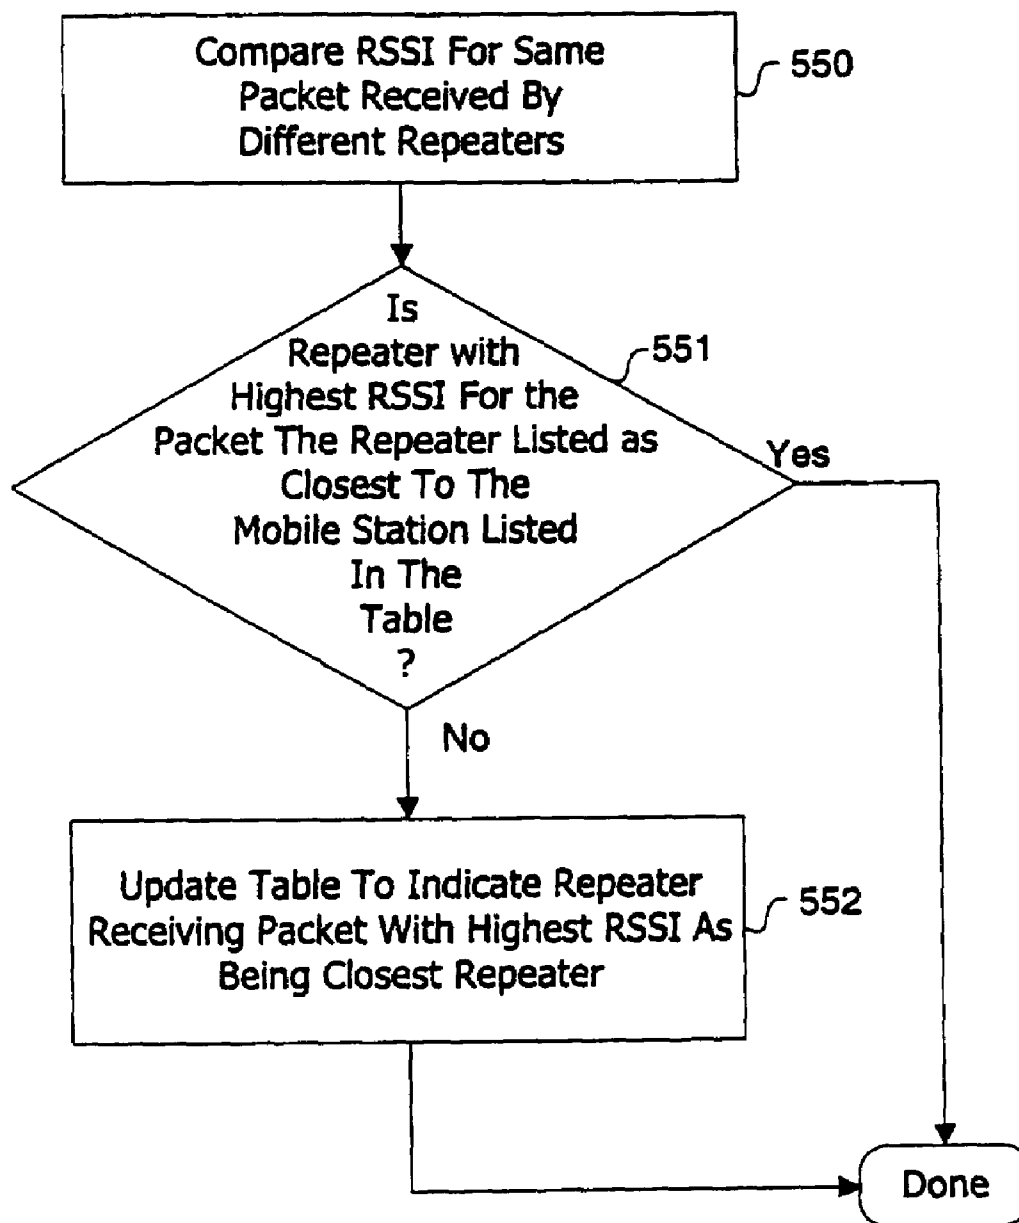 Compare RSSI For Same
Packet Received By
Different Repeaters
550
Is
Repeater with
Highest RSSI For the
Packet The Repeater Listed as
Closest To The
Mobile Station Listed
In The
Table
?
551
Yes
No
Update Table To Indicate Repeater
Receiving Packet With Highest RSSI As
Being Closest Repeater
552
Done